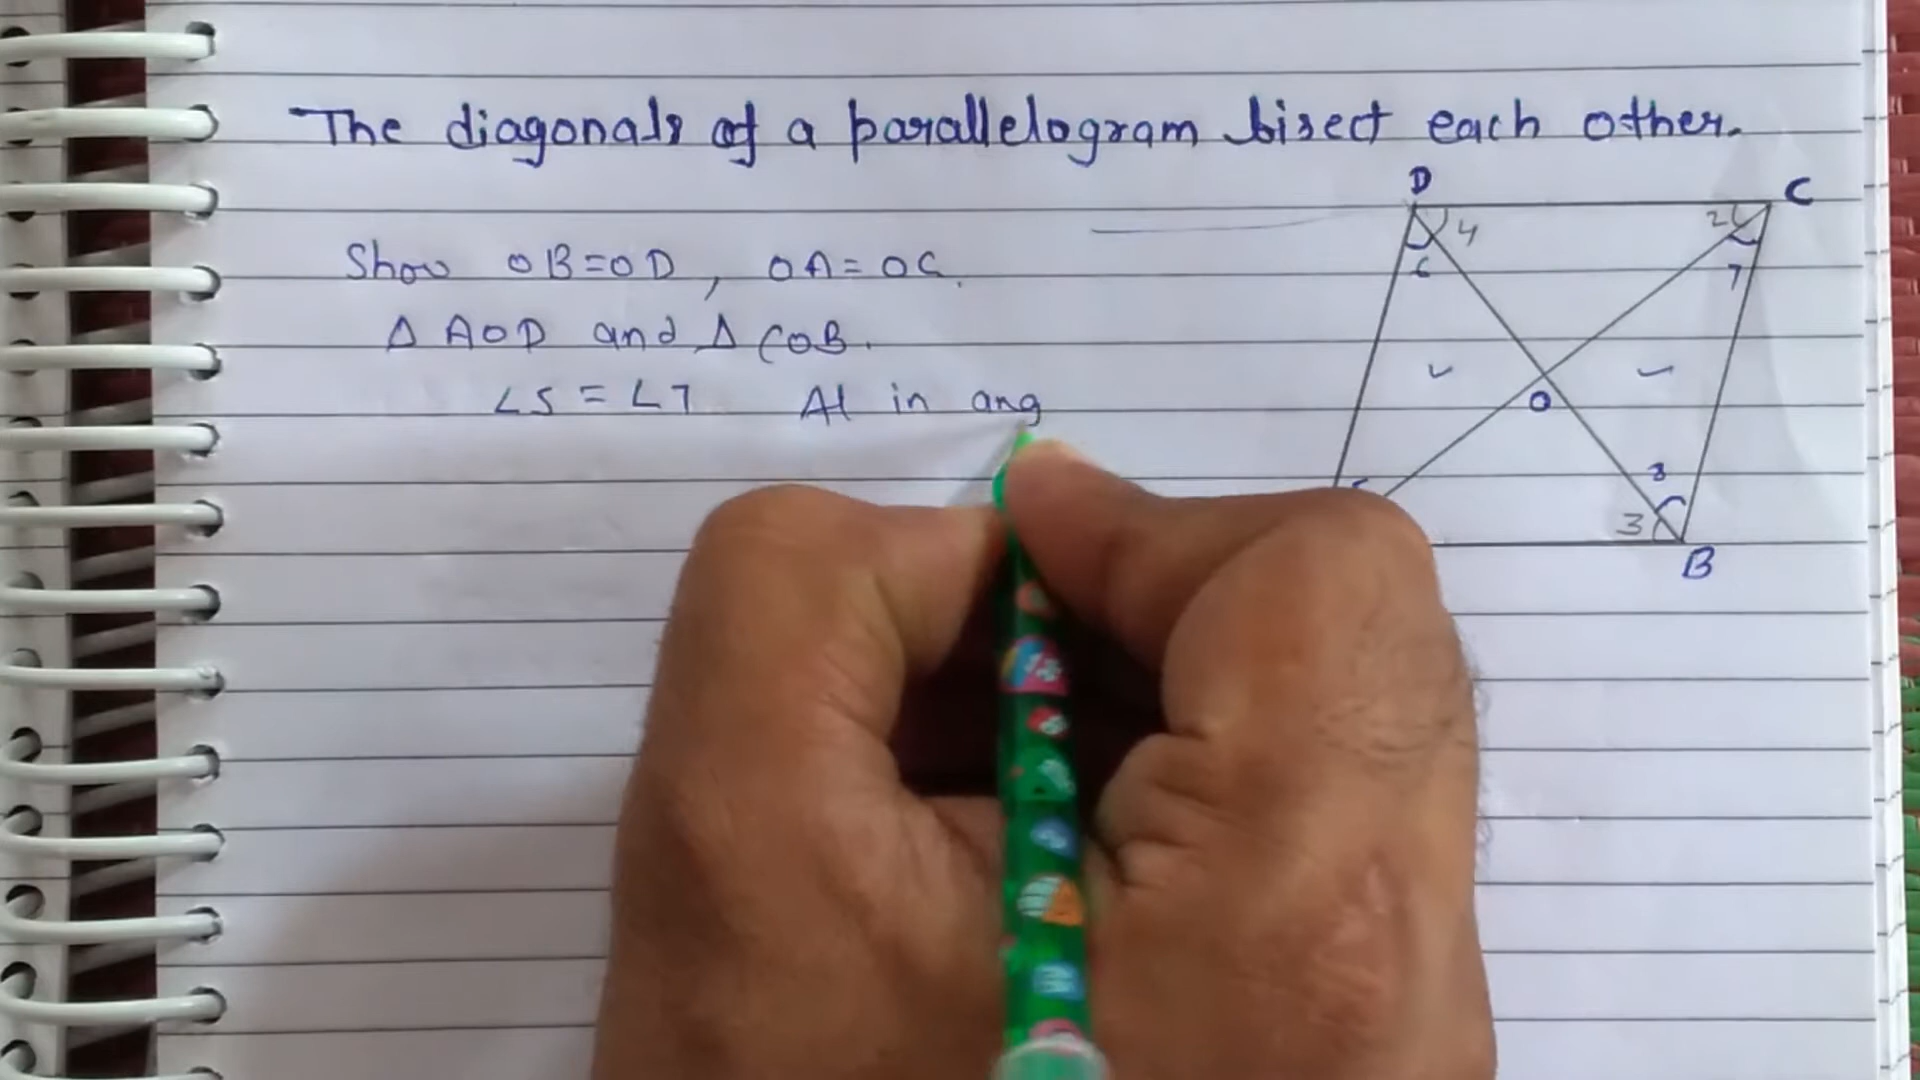 The diagonals of a parallelogram bisect each other.
D
C
4
2
6
7
Show OB=OD, OA=OC.
Δ AOD and Δ COB.
∠5 = ∠7 Al in ang
O
8
3
B